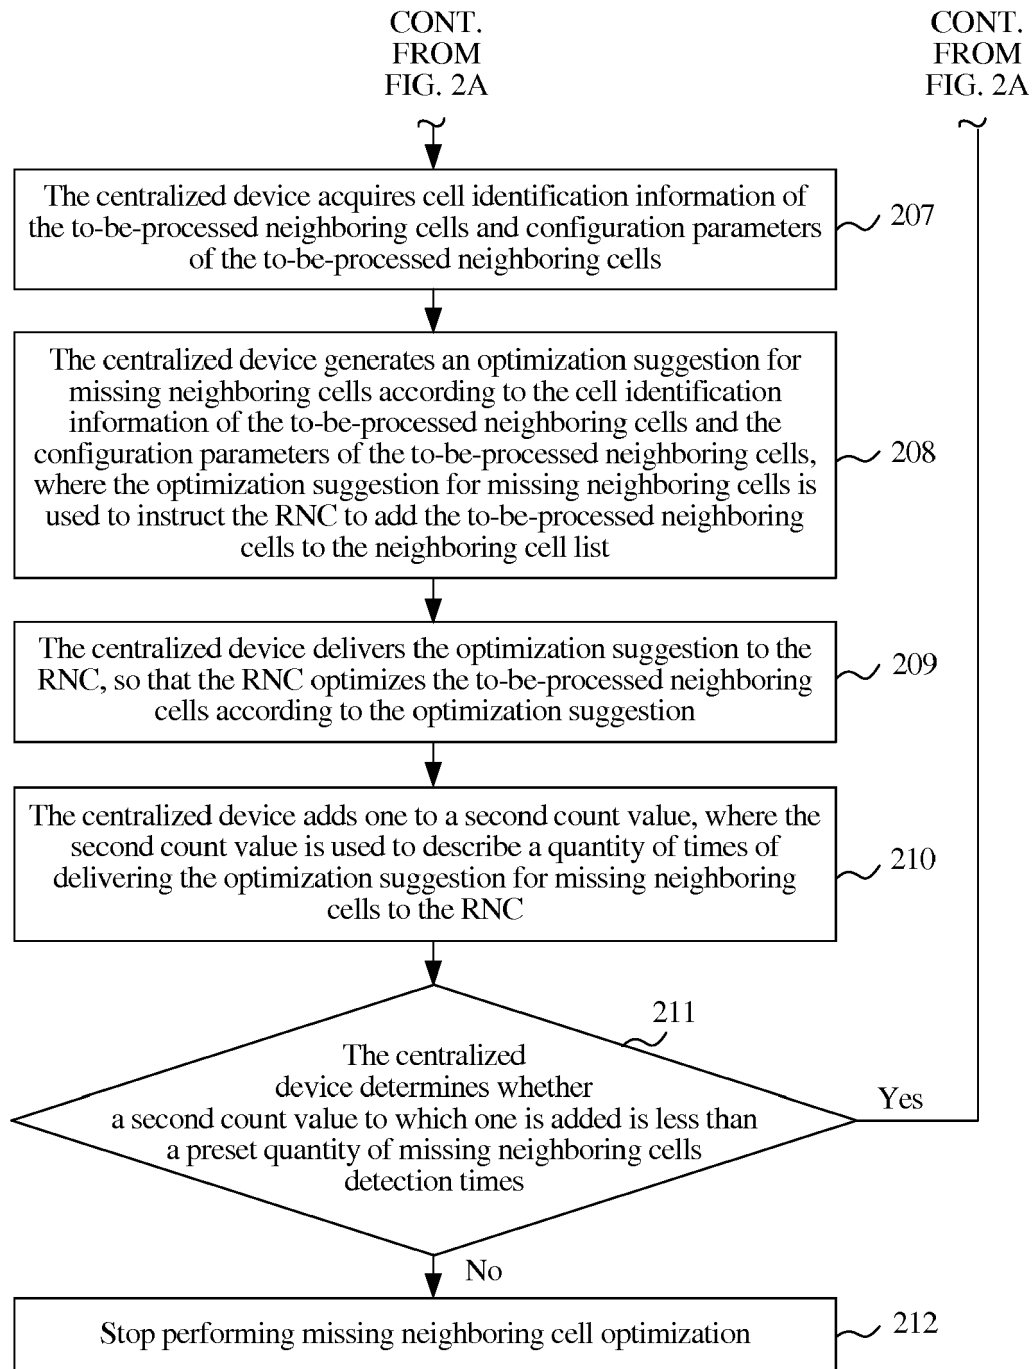 CONT.
FROM
FIG. 2A
CONT.
FROM
FIG. 2A
The centralized device acquires cell identification information of
the to-be-processed neighboring cells and configuration parameters
of the to-be-processed neighboring cells
207
The centralized device generates an optimization suggestion for
missing neighboring cells according to the cell identification
information of the to-be-processed neighboring cells and the
configuration parameters of the to-be-processed neighboring cells,
where the optimization suggestion for missing neighboring cells is
used to instruct the RNC to add the to-be-processed neighboring
cells to the neighboring cell list
208
The centralized device delivers the optimization suggestion to the
RNC, so that the RNC optimizes the to-be-processed neighboring
cells according to the optimization suggestion
209
The centralized device adds one to a second count value, where the
second count value is used to describe a quantity of times of
delivering the optimization suggestion for missing neighboring
cells to the RNC
210
211
The centralized
device determines whether
a second count value to which one is added is less than
a preset quantity of missing neighboring cells
detection times
Yes
No
Stop performing missing neighboring cell optimization
212